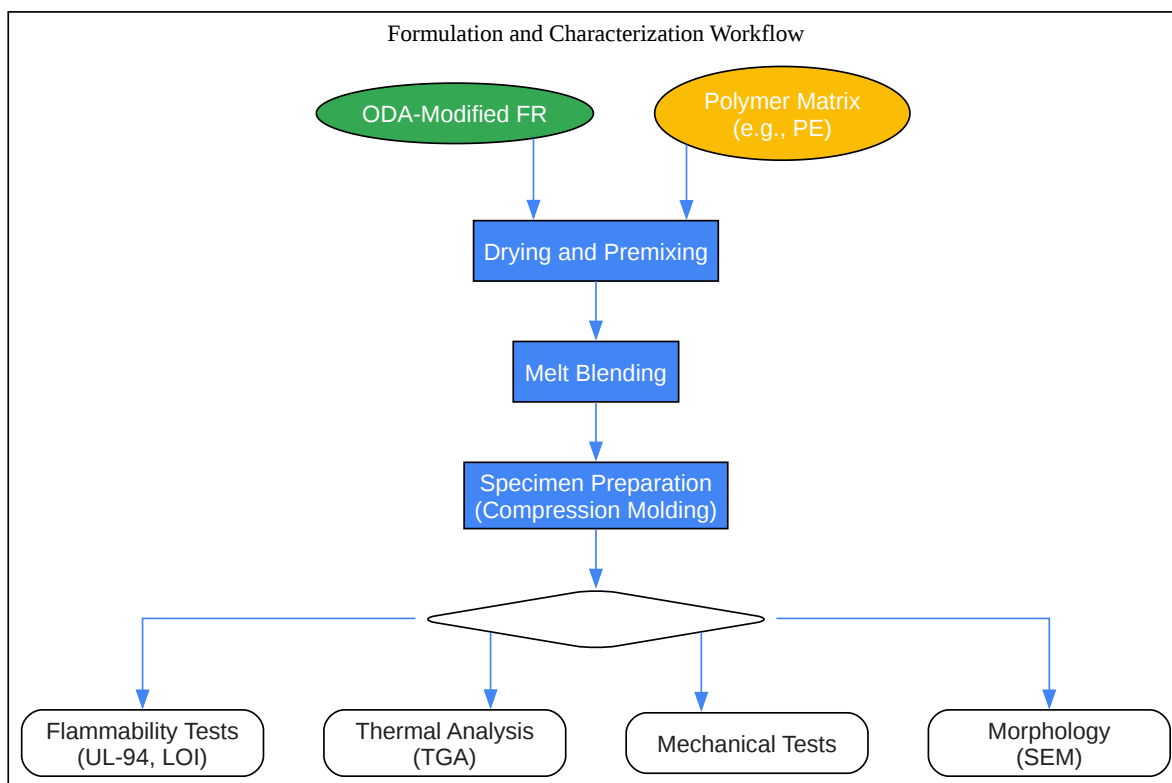 Formulation and Characterization Workflow
ODA-Modified FR
Polymer Matrix
(e.g., PE)
Drying and Premixing
Melt Blending
Specimen Preparation
(Compression Molding)
Flammability Tests
(UL-94, LOI)
Thermal Analysis
(TGA)
Mechanical Tests
Morphology
(SEM)